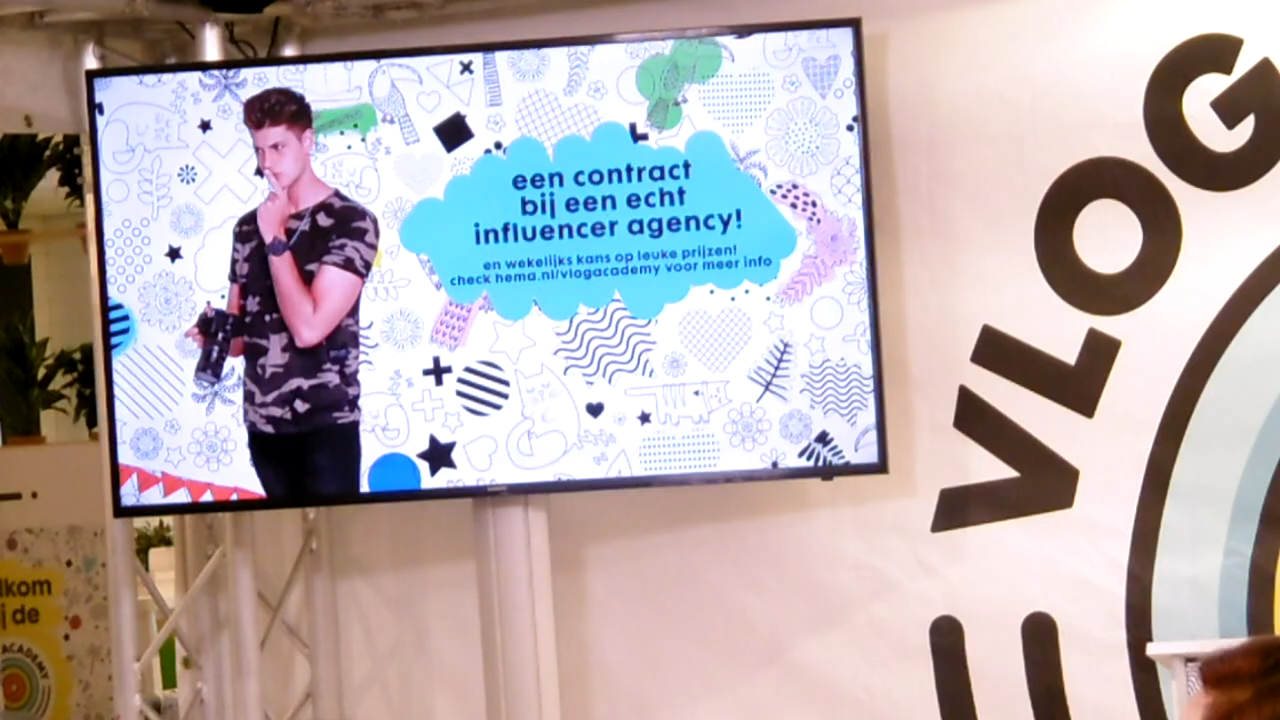 een contract
bij een echt
influencer agency!
en wekelijks kans op leuke prijzen!
check hema.nl/vlogacademy voor meer info
VLOG
lkom
j de
ACADEMY